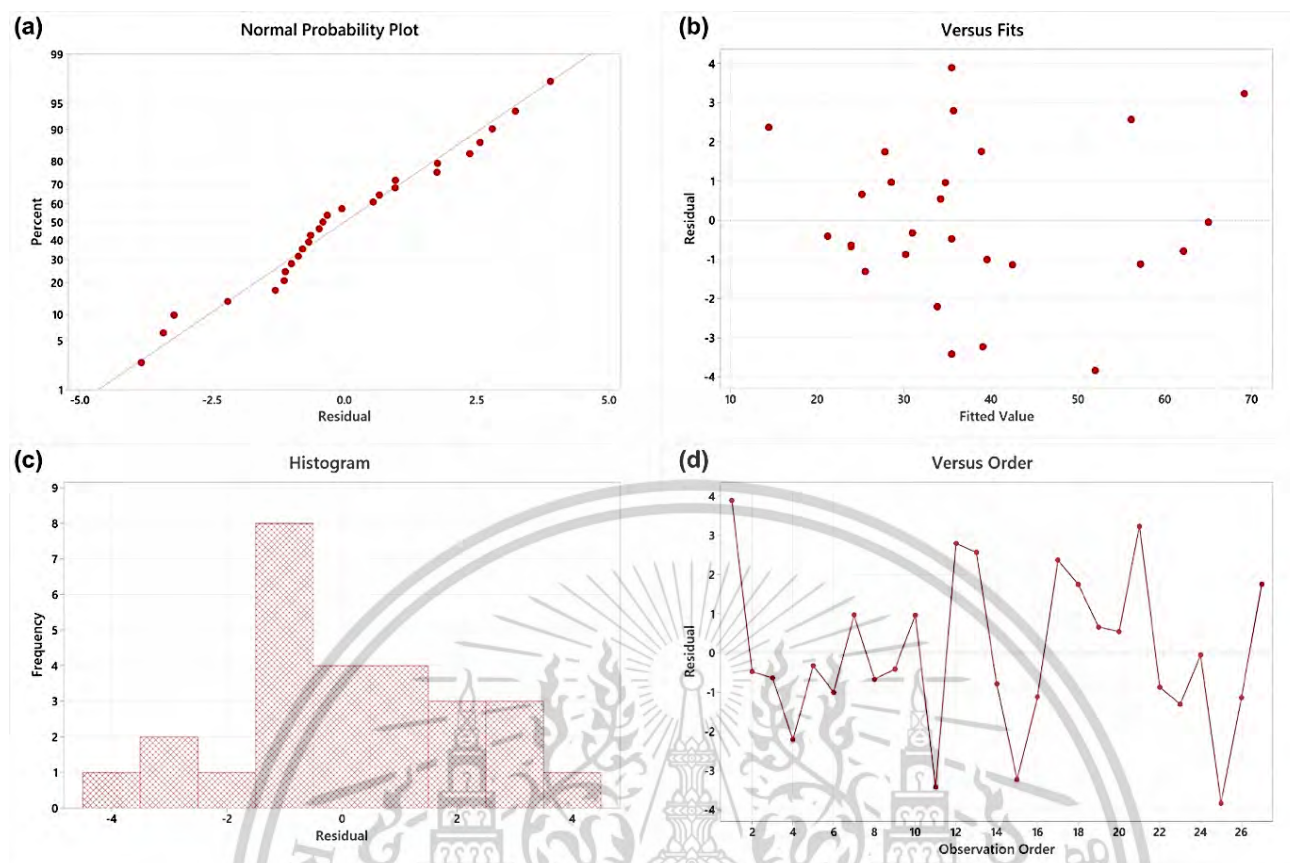 (a)
Normal Probability Plot
99
95
90
80
70
60
50
40
30
20
10
5
1
Percent
-5.0 -2.5 0.0 2.5 5.0
Residual
(b)
Versus Fits
4
3
2
1
0
-1
-2
-3
-4
Residual
10 20 30 40 50 60 70
Fitted Value
(c)
Histogram
9
8
7
6
5
4
3
2
1
0
Frequency
-4 -2 0 2 4
Residual
(d)
Versus Order
4
3
2
1
0
-1
-2
-3
-4
Residual
2 4 6 8 10 12 14 16 18 20 22 24 26
Observation Order